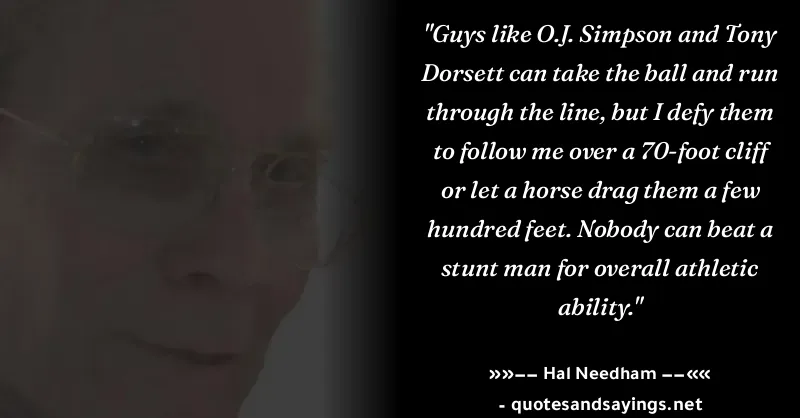 "Guys like O.J. Simpson and Tony
Dorsett can take the ball and run
through the line, but I defy them
to follow me over a 70-foot cliff
or let a horse drag them a few
hundred feet. Nobody can beat a
stunt man for overall athletic
ability."
»»–– Hal Needham ––««
- quotesandsayings.net